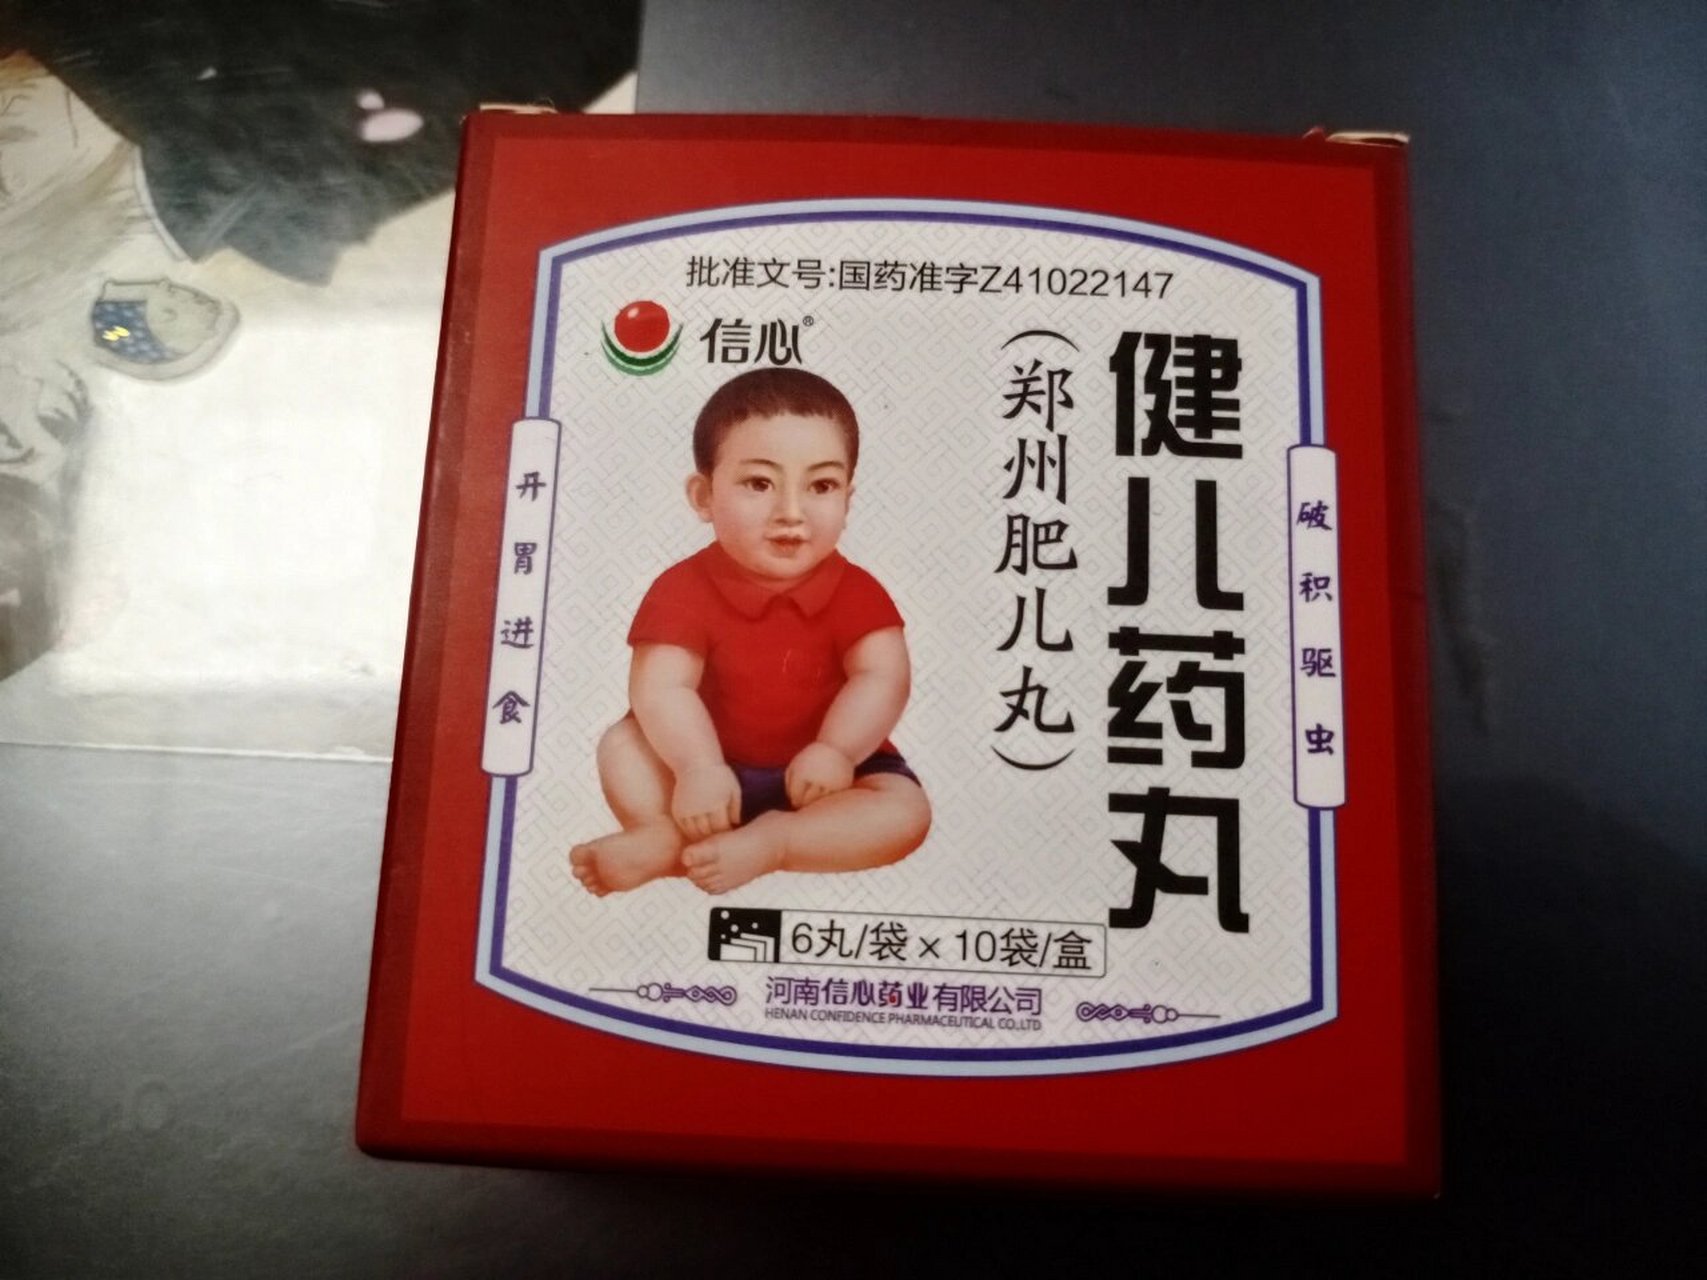 批准文号:国药准字Z41022147
信心®
健儿药丸
(郑州肥儿丸)
开胃进食
破积驱虫
6丸/袋×10袋/盒
河南信心药业有限公司
HENAN CONFIDENCE PHARMACEUTICAL CO.,LTD